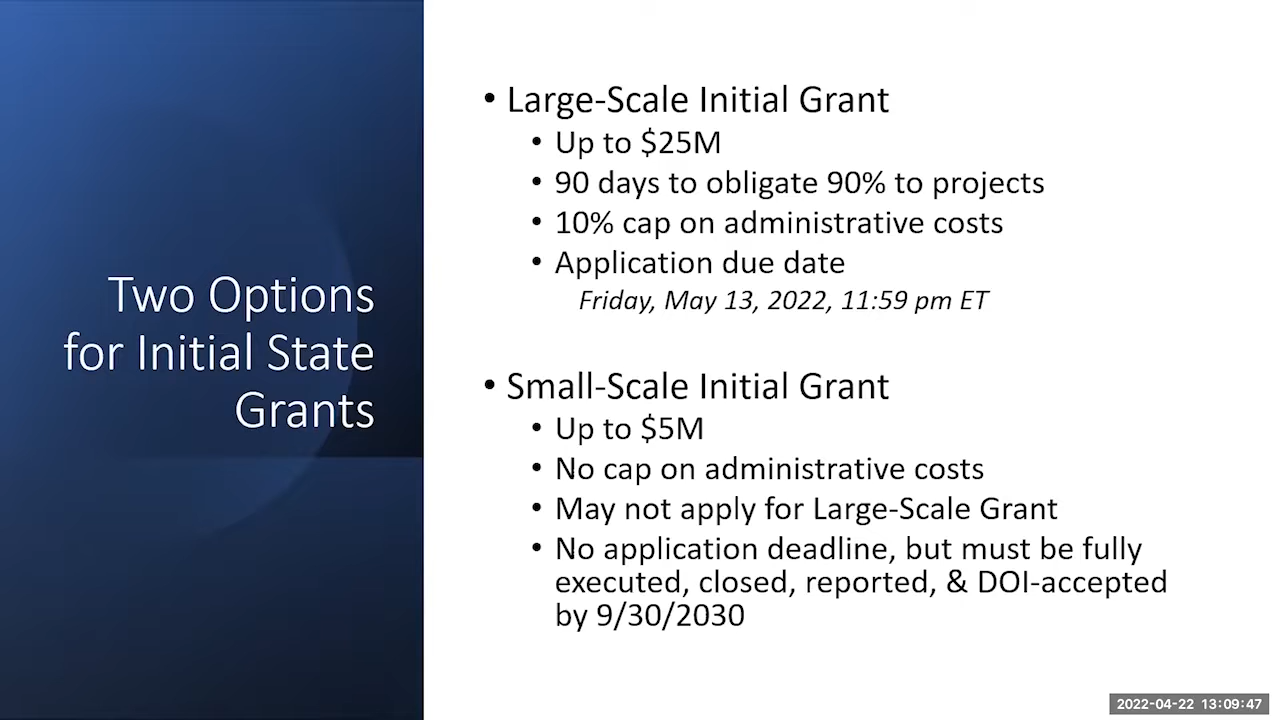 Two Options
for Initial State
Grants
• Large-Scale Initial Grant
• Up to $25M
• 90 days to obligate 90% to projects
• 10% cap on administrative costs
• Application due date
Friday, May 13, 2022, 11:59 pm ET
• Small-Scale Initial Grant
• Up to $5M
• No cap on administrative costs
• May not apply for Large-Scale Grant
• No application deadline, but must be fully
executed, closed, reported, & DOI-accepted
by 9/30/2030
2022-04-22 13:09:47